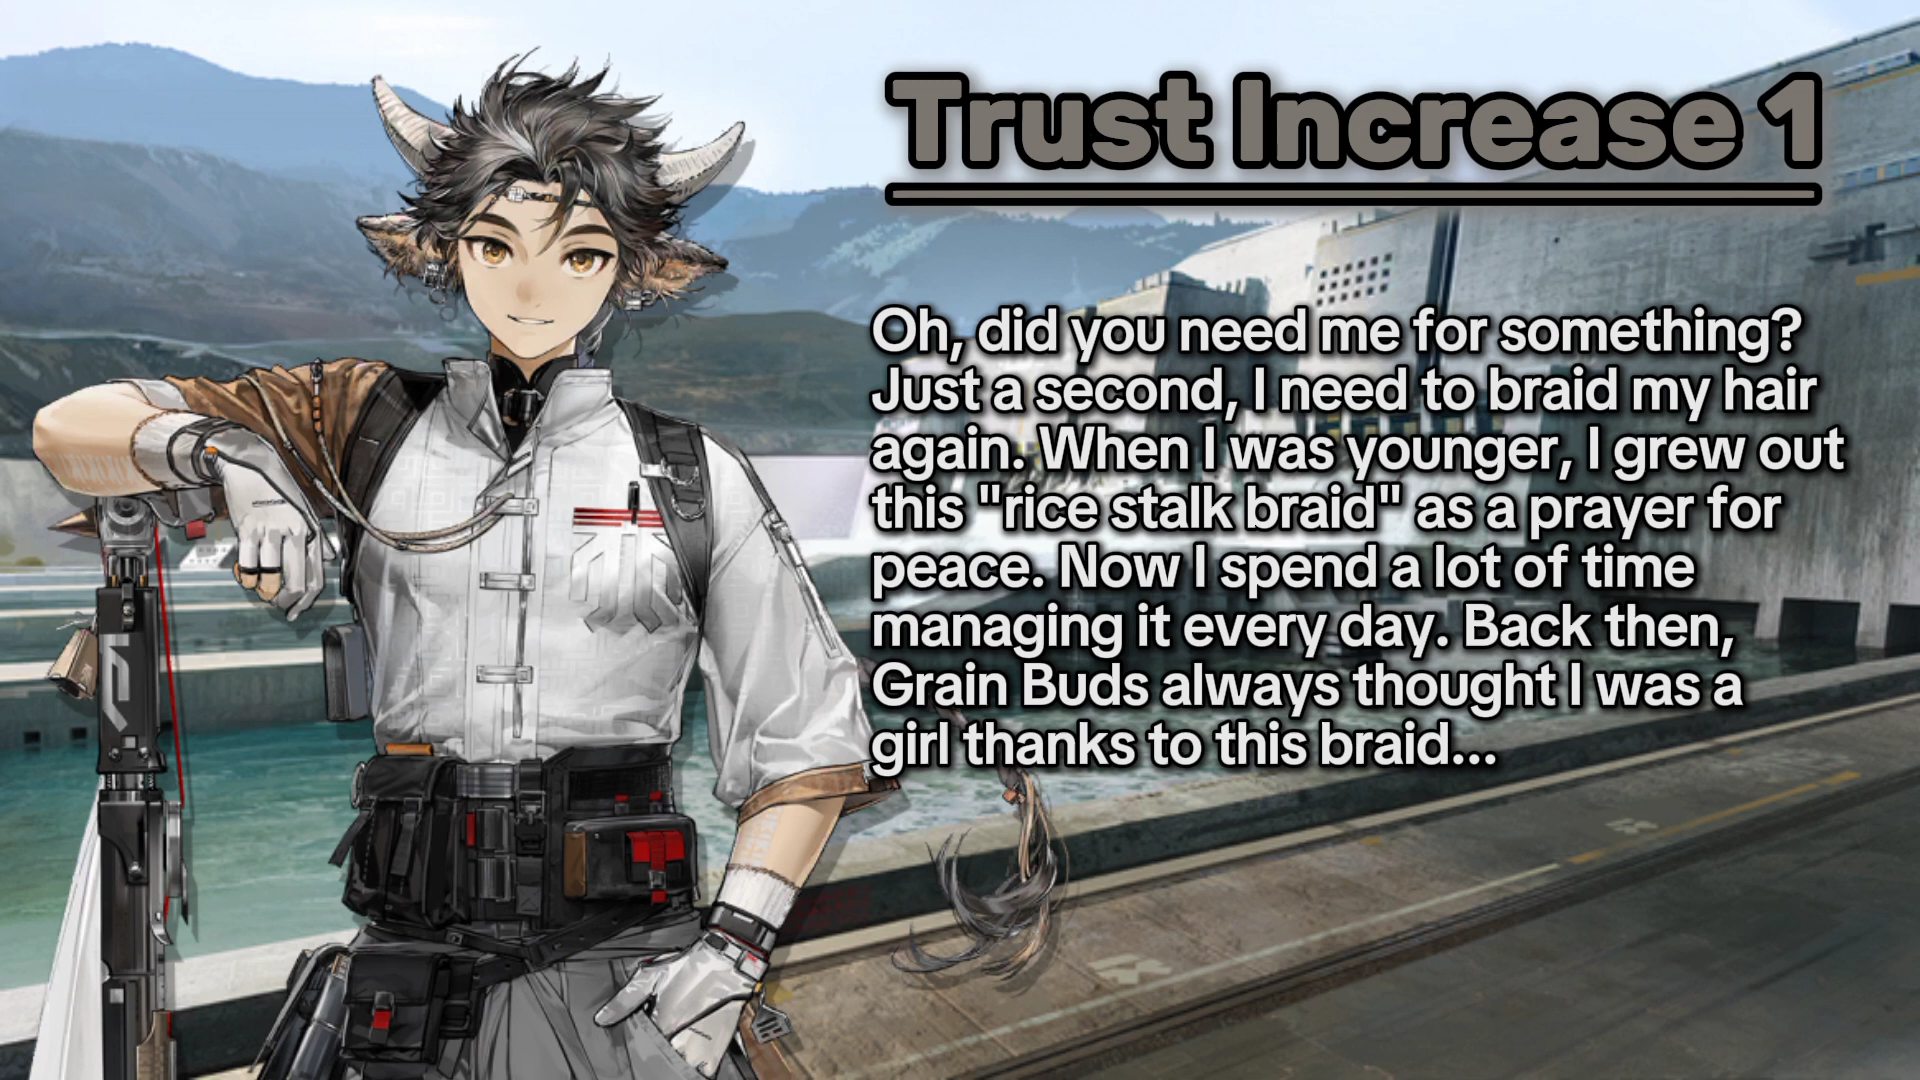 Trust Increase 1
Oh, did you need me for something?
Just a second, I need to braid my hair
again. When I was younger, I grew out
this "rice stalk braid" as a prayer for
peace. Now I spend a lot of time
managing it every day. Back then,
Grain Buds always thought I was a
girl thanks to this braid...